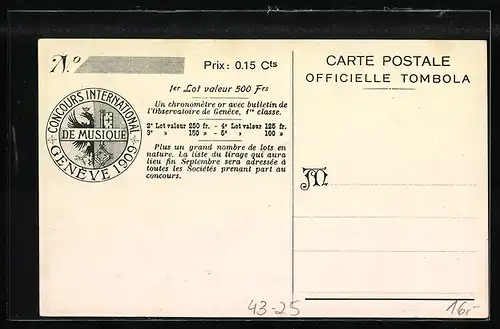 N.º
Prix: 0.15 Cts
CONCOURS INTERNATIONAL
DE MUSIQUE
GENÈVE 1909
1er Lot valeur 500 Frs
Un chronomètre or avec bulletin de
l'Observatoire de Genève, 1re classe.
2e Lot valeur 250 fr. - 4e Lot valeur 125 fr.
3e » 150 » - 5e » 100 »
Plus un grand nombre de lots en
nature. La liste du tirage qui aura
lieu fin Septembre sera adressée à
toutes les Sociétés prenant part au
concours.
CARTE POSTALE
OFFICIELLE TOMBOLA
M
43-25
16,-